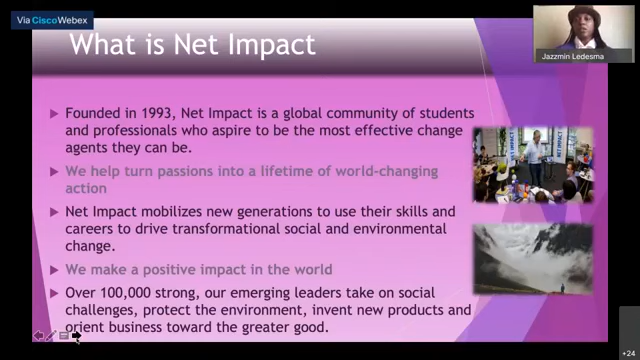 Via Cisco Webex
What is Net Impact
Jazzmin Ledesma
Founded in 1993, Net Impact is a global community of students
and professionals who aspire to be the most effective change
agents they can be.
We help turn passions into a lifetime of world-changing
action
Net Impact mobilizes new generations to use their skills and
careers to drive transformational social and environmental
change.
We make a positive impact in the world
Over 100,000 strong, our emerging leaders take on social
challenges, protect the environment, invent new products and
orient business toward the greater good.
+24